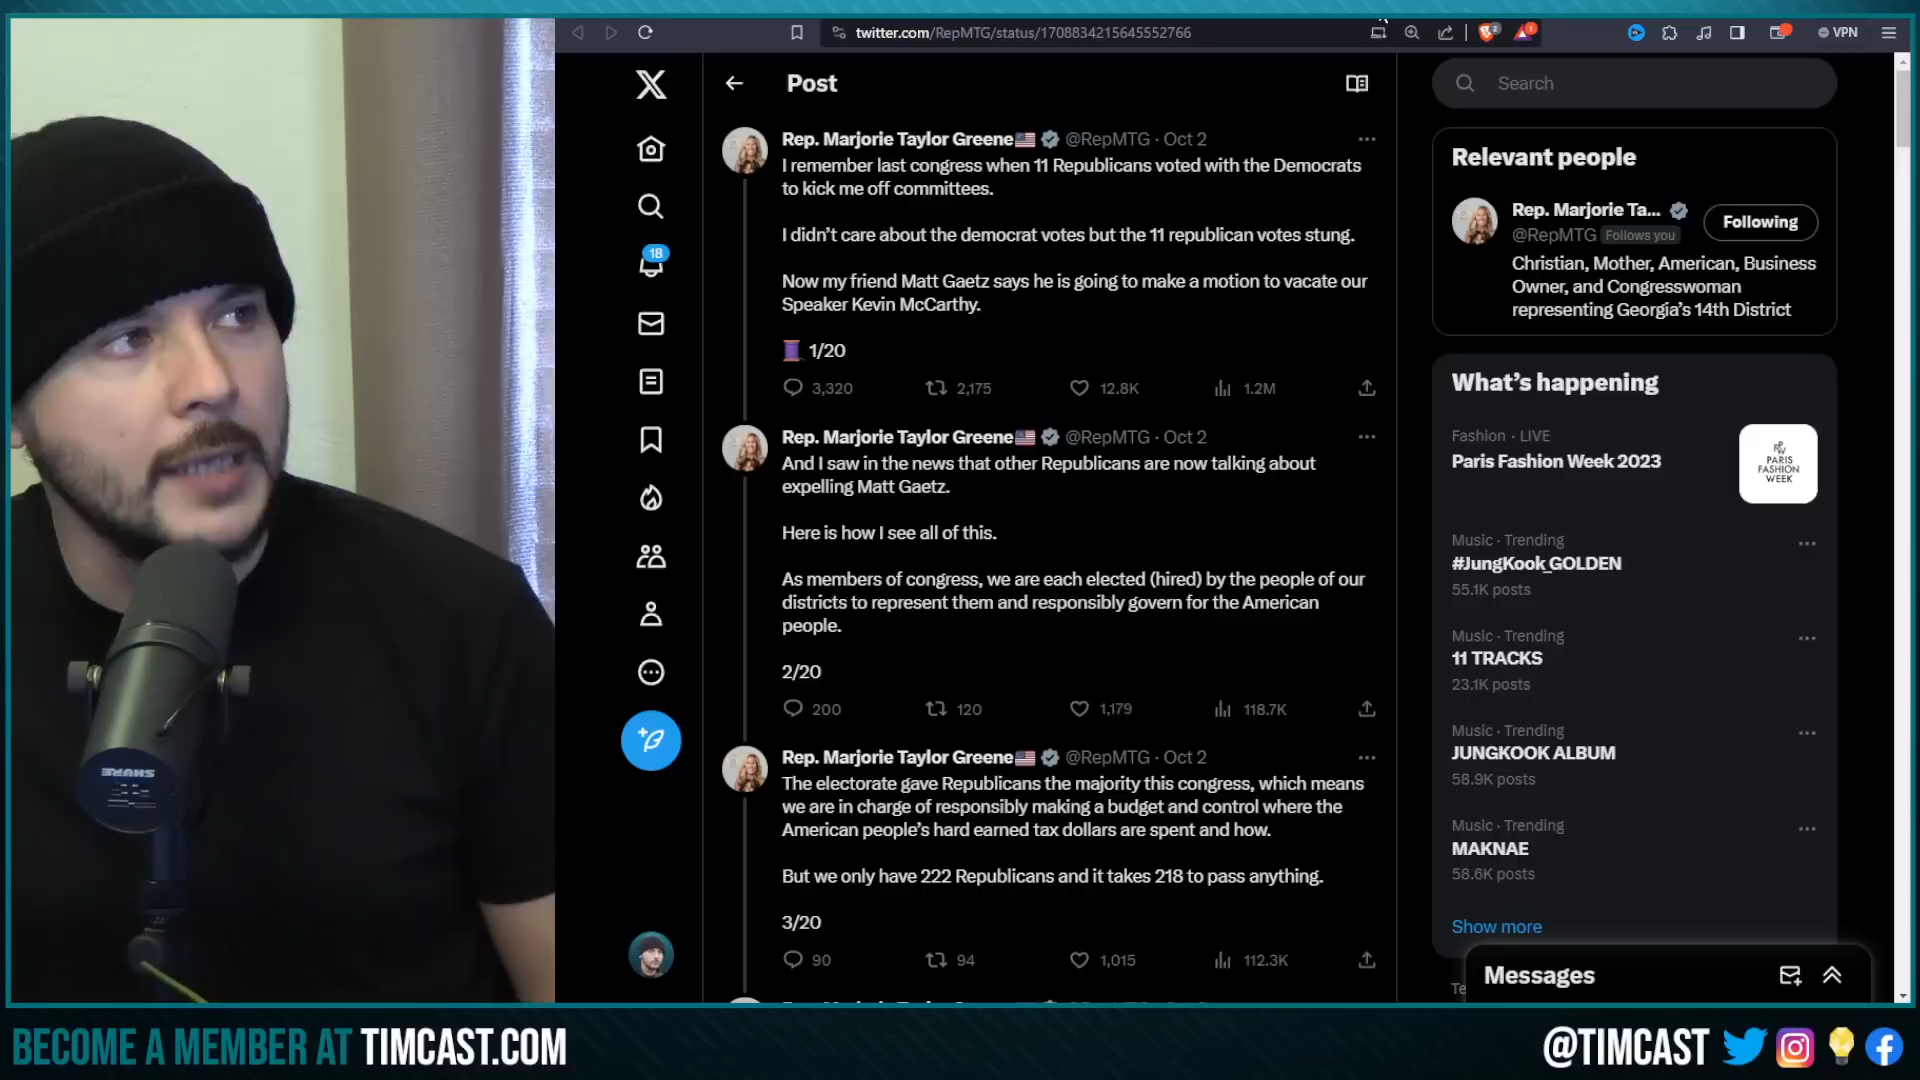 twitter.com/RepMTG/status/1708834215645552766
2
1
VPN
Post
Search
Rep. Marjorie Taylor Greene @RepMTG · Oct 2
I remember last congress when 11 Republicans voted with the Democrats
to kick me off committees.
I didn't care about the democrat votes but the 11 republican votes stung.
Now my friend Matt Gaetz says he is going to make a motion to vacate our
Speaker Kevin McCarthy.
1/20
3,320 2,175 12.8K 1.2M
18
Rep. Marjorie Taylor Greene @RepMTG · Oct 2
And I saw in the news that other Republicans are now talking about
expelling Matt Gaetz.
Here is how I see all of this.
As members of congress, we are each elected (hired) by the people of our
districts to represent them and responsibly govern for the American
people.
2/20
200 120 1,179 118.7K
Rep. Marjorie Taylor Greene @RepMTG · Oct 2
The electorate gave Republicans the majority this congress, which means
we are in charge of responsibly making a budget and control where the
American people's hard earned tax dollars are spent and how.
But we only have 222 Republicans and it takes 218 to pass anything.
3/20
90 94 1,015 112.3K
Relevant people
Rep. Marjorie Ta...
@RepMTG Follows you
Following
Christian, Mother, American, Business
Owner, and Congresswoman
representing Georgia's 14th District
What's happening
Fashion · LIVE
Paris Fashion Week 2023
PARIS
FASHION
WEEK
Music · Trending
#JungKook_GOLDEN
55.1K posts
Music · Trending
11 TRACKS
23.1K posts
Music · Trending
JUNGKOOK ALBUM
58.9K posts
Music · Trending
MAKNAE
58.6K posts
Show more
Te
Messages
SHURE
BECOME A MEMBER AT TIMCAST.COM
@TIMCAST